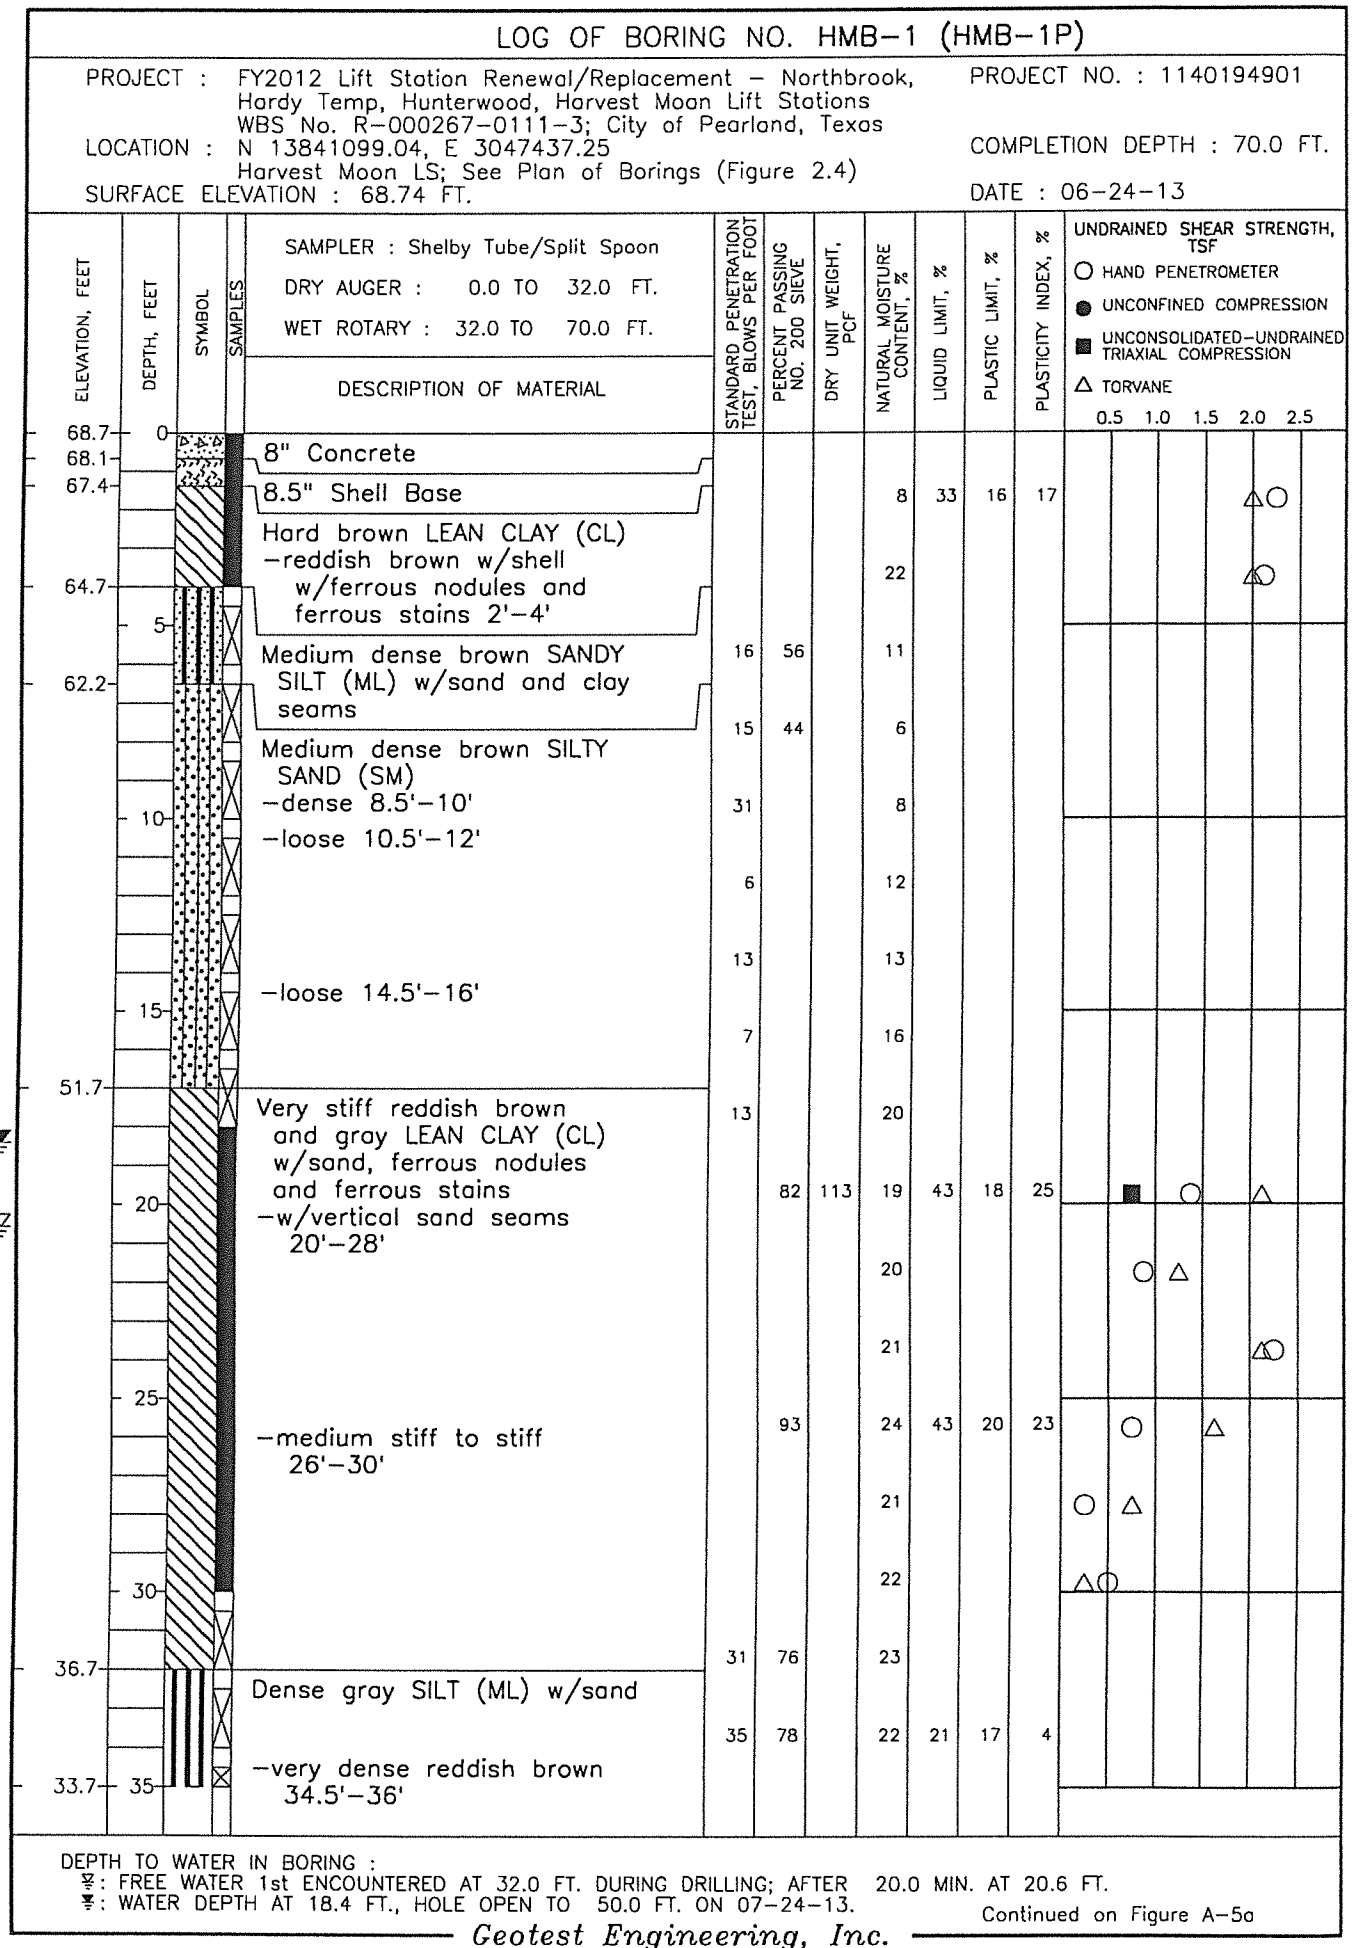 LOG OF BORING NO. HMB-1 (HMB-1P)
PROJECT : FY2012 Lift Station Renewal/Replacement - Northbrook,
Hardy Temp, Hunterwood, Harvest Moon Lift Stations
WBS No. R-000267-0111-3; City of Pearland, Texas
PROJECT NO. : 1140194901
LOCATION : N 13841099.04, E 3047437.25
Harvest Moon LS; See Plan of Borings (Figure 2.4)
COMPLETION DEPTH : 70.0 FT.
SURFACE ELEVATION : 68.74 FT.
DATE : 06-24-13
ELEVATION, FEET
DEPTH, FEET
SYMBOL
SAMPLES
SAMPLER : Shelby Tube/Split Spoon
DRY AUGER : 0.0 TO 32.0 FT.
WET ROTARY : 32.0 TO 70.0 FT.
DESCRIPTION OF MATERIAL
STANDARD PENETRATION
TEST, BLOWS PER FOOT
PERCENT PASSING
NO. 200 SIEVE
DRY UNIT WEIGHT,
PCF
NATURAL MOISTURE
CONTENT, %
LIQUID LIMIT, %
PLASTIC LIMIT, %
PLASTICITY INDEX, %
UNDRAINED SHEAR STRENGTH,
TSF
HAND PENETROMETER
UNCONFINED COMPRESSION
UNCONSOLIDATED-UNDRAINED
TRIAXIAL COMPRESSION
TORVANE
0.5 1.0 1.5 2.0 2.5
68.7 0
68.1 8" Concrete
67.4 8.5" Shell Base 8 33 16 17
Hard brown LEAN CLAY (CL)
-reddish brown w/shell
w/ferrous nodules and 22
64.7
ferrous stains 2'-4'
5
Medium dense brown SANDY 16 56 11
SILT (ML) w/sand and clay
62.2
seams
15 44 6
Medium dense brown SILTY
SAND (SM)
-dense 8.5'-10' 31 8
10
-loose 10.5'-12'
6 12
13 13
-loose 14.5'-16'
15
7 16
51.7
Very stiff reddish brown 13 20
and gray LEAN CLAY (CL)
w/sand, ferrous nodules
and ferrous stains 82 113 19 43 18 25
20
-w/vertical sand seams
20'-28'
20
21
25
93 24 43 20 23
-medium stiff to stiff
26'-30'
21
22
30
31 76 23
36.7
Dense gray SILT (ML) w/sand
35 78 22 21 17 4
-very dense reddish brown
33.7 35
34.5'-36'
DEPTH TO WATER IN BORING :
: FREE WATER 1st ENCOUNTERED AT 32.0 FT. DURING DRILLING; AFTER 20.0 MIN. AT 20.6 FT.
: WATER DEPTH AT 18.4 FT., HOLE OPEN TO 50.0 FT. ON 07-24-13.
Continued on Figure A-5a
Geotest Engineering, Inc.